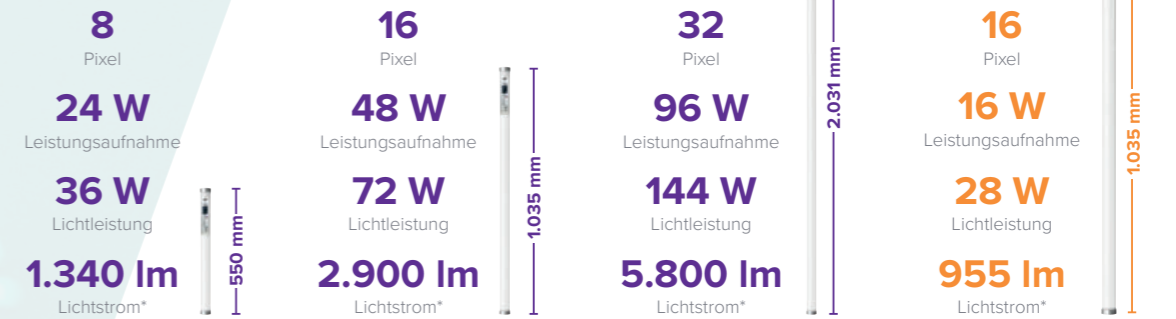 8
Pixel
24 W
Leistungsaufnahme
36 W
Lichtleistung
1.340 lm
Lichtstrom*
550 mm
16
Pixel
48 W
Leistungsaufnahme
72 W
Lichtleistung
2.900 lm
Lichtstrom*
1.035 mm
32
Pixel
96 W
Leistungsaufnahme
144 W
Lichtleistung
5.800 lm
Lichtstrom*
2.031 mm
16
Pixel
16 W
Leistungsaufnahme
28 W
Lichtleistung
955 lm
Lichtstrom*
1.035 mm